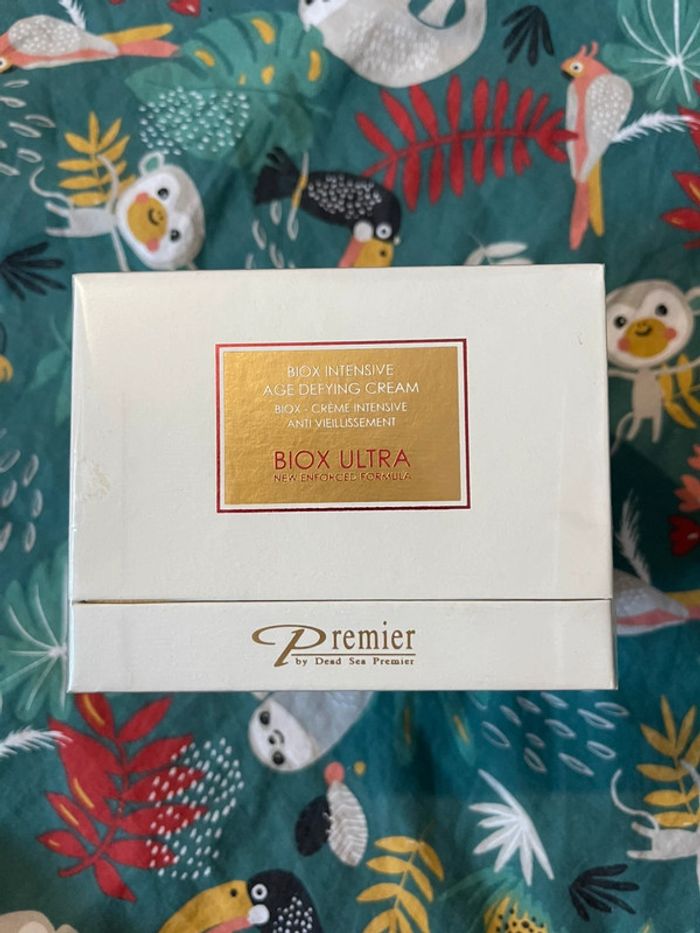 BIOX INTENSIVE
AGE DEFYING CREAM
BIOX - CRÈME INTENSIVE
ANTI VIEILLISSEMENT
BIOX ULTRA
NEW ENFORCED FORMULA
Premier
by Dead Sea Premier